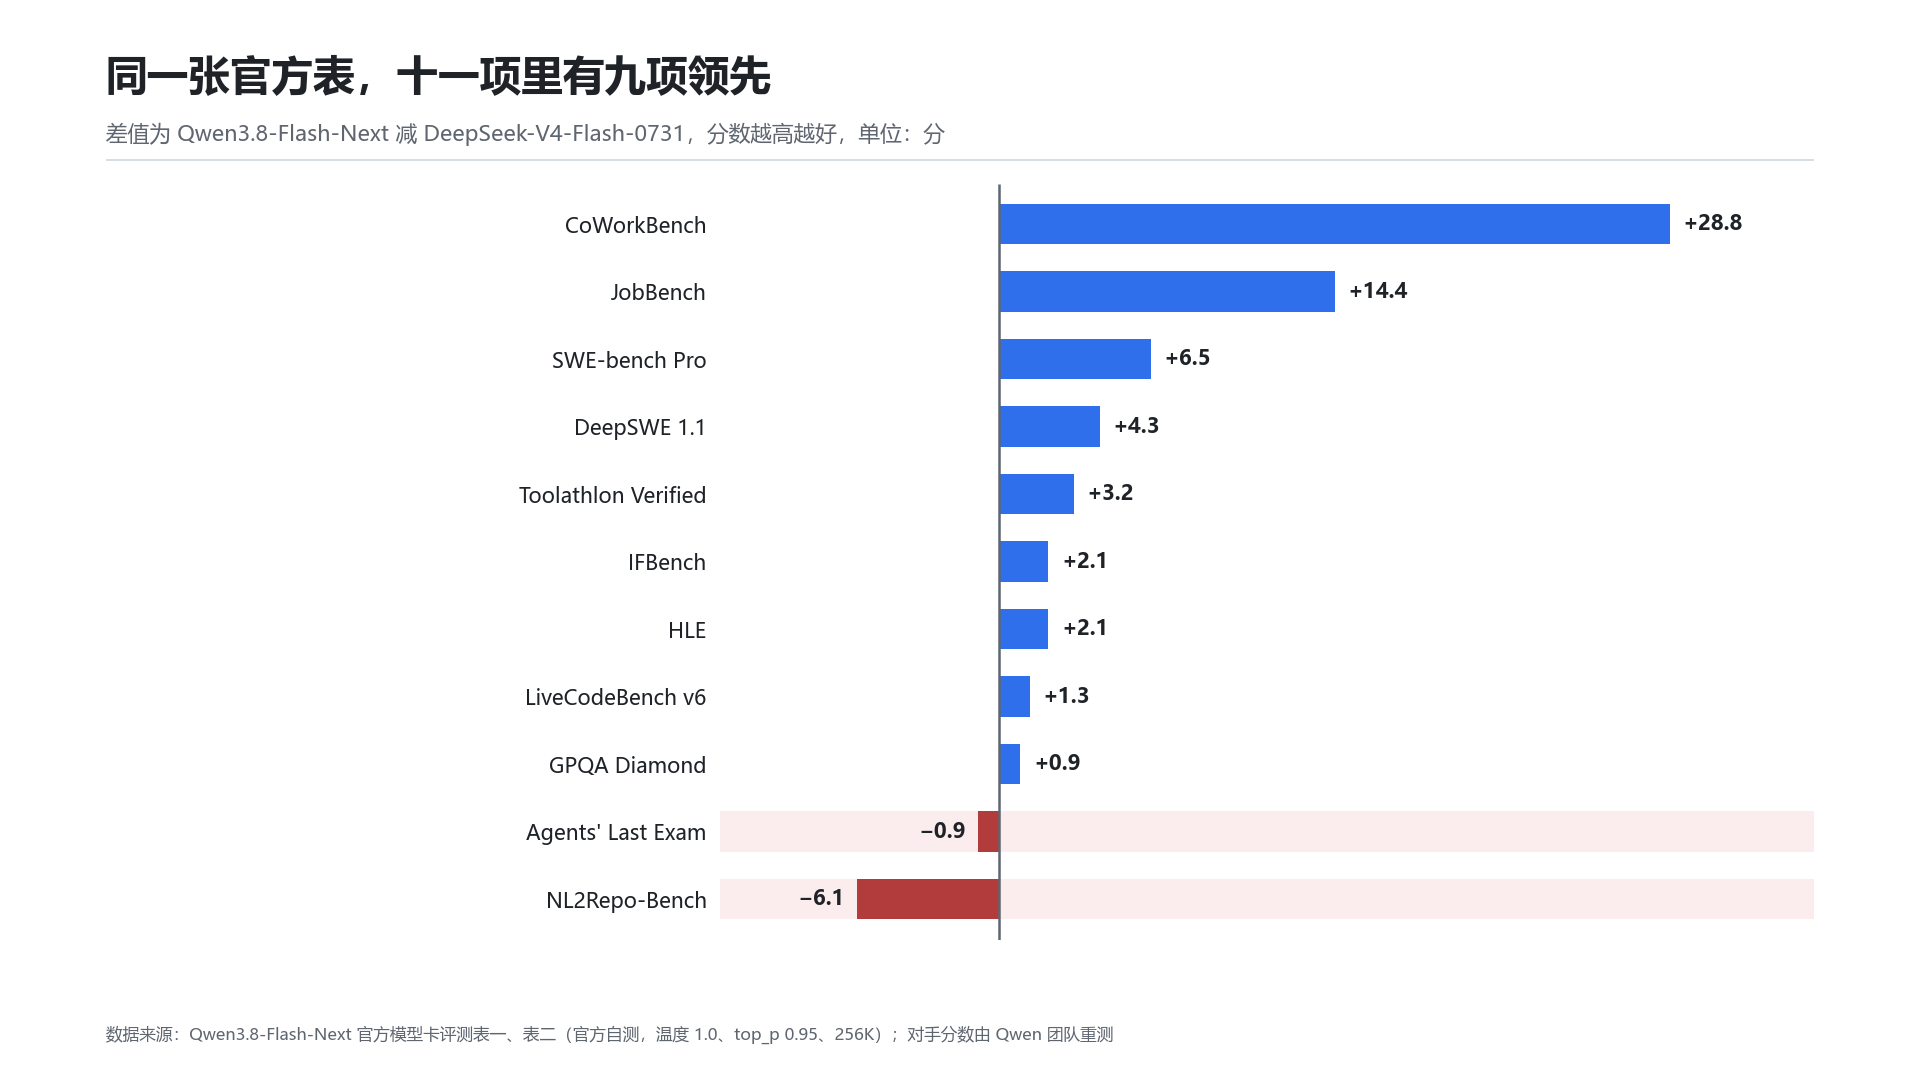 同一张官方表，十一项里有九项领先
差值为 Qwen3.8-Flash-Next 减 DeepSeek-V4-Flash-0731，分数越高越好，单位：分
CoWorkBench +28.8
JobBench +14.4
SWE-bench Pro +6.5
DeepSWE 1.1 +4.3
Toolathlon Verified +3.2
IFBench +2.1
HLE +2.1
LiveCodeBench v6 +1.3
GPQA Diamond +0.9
Agents' Last Exam −0.9
NL2Repo-Bench −6.1
数据来源：Qwen3.8-Flash-Next 官方模型卡评测表一、表二（官方自测，温度 1.0、top_p 0.95、256K）；对手分数由 Qwen 团队重测